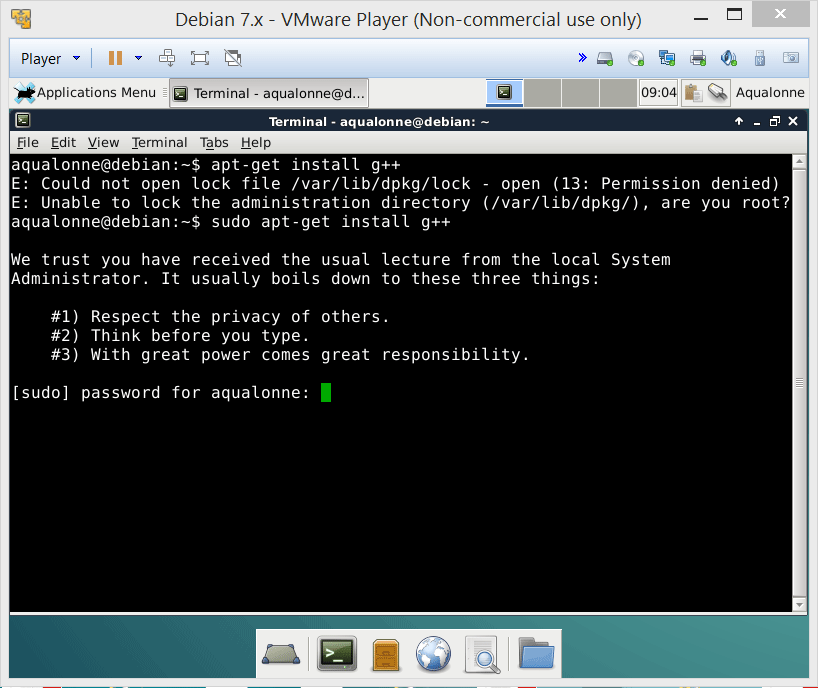 Debian 7.x - VMware Player (Non-commercial use only)
Player
Applications Menu
Terminal - aqualonne@d...
09:04
Aqualonne
Terminal - aqualonne@debian: ~
File Edit View Terminal Tabs Help
aqualonne@debian:~$ apt-get install g++
E: Could not open lock file /var/lib/dpkg/lock - open (13: Permission denied)
E: Unable to lock the administration directory (/var/lib/dpkg/), are you root?
aqualonne@debian:~$ sudo apt-get install g++
We trust you have received the usual lecture from the local System
Administrator. It usually boils down to these three things:
#1) Respect the privacy of others.
#2) Think before you type.
#3) With great power comes great responsibility.
[sudo] password for aqualonne: